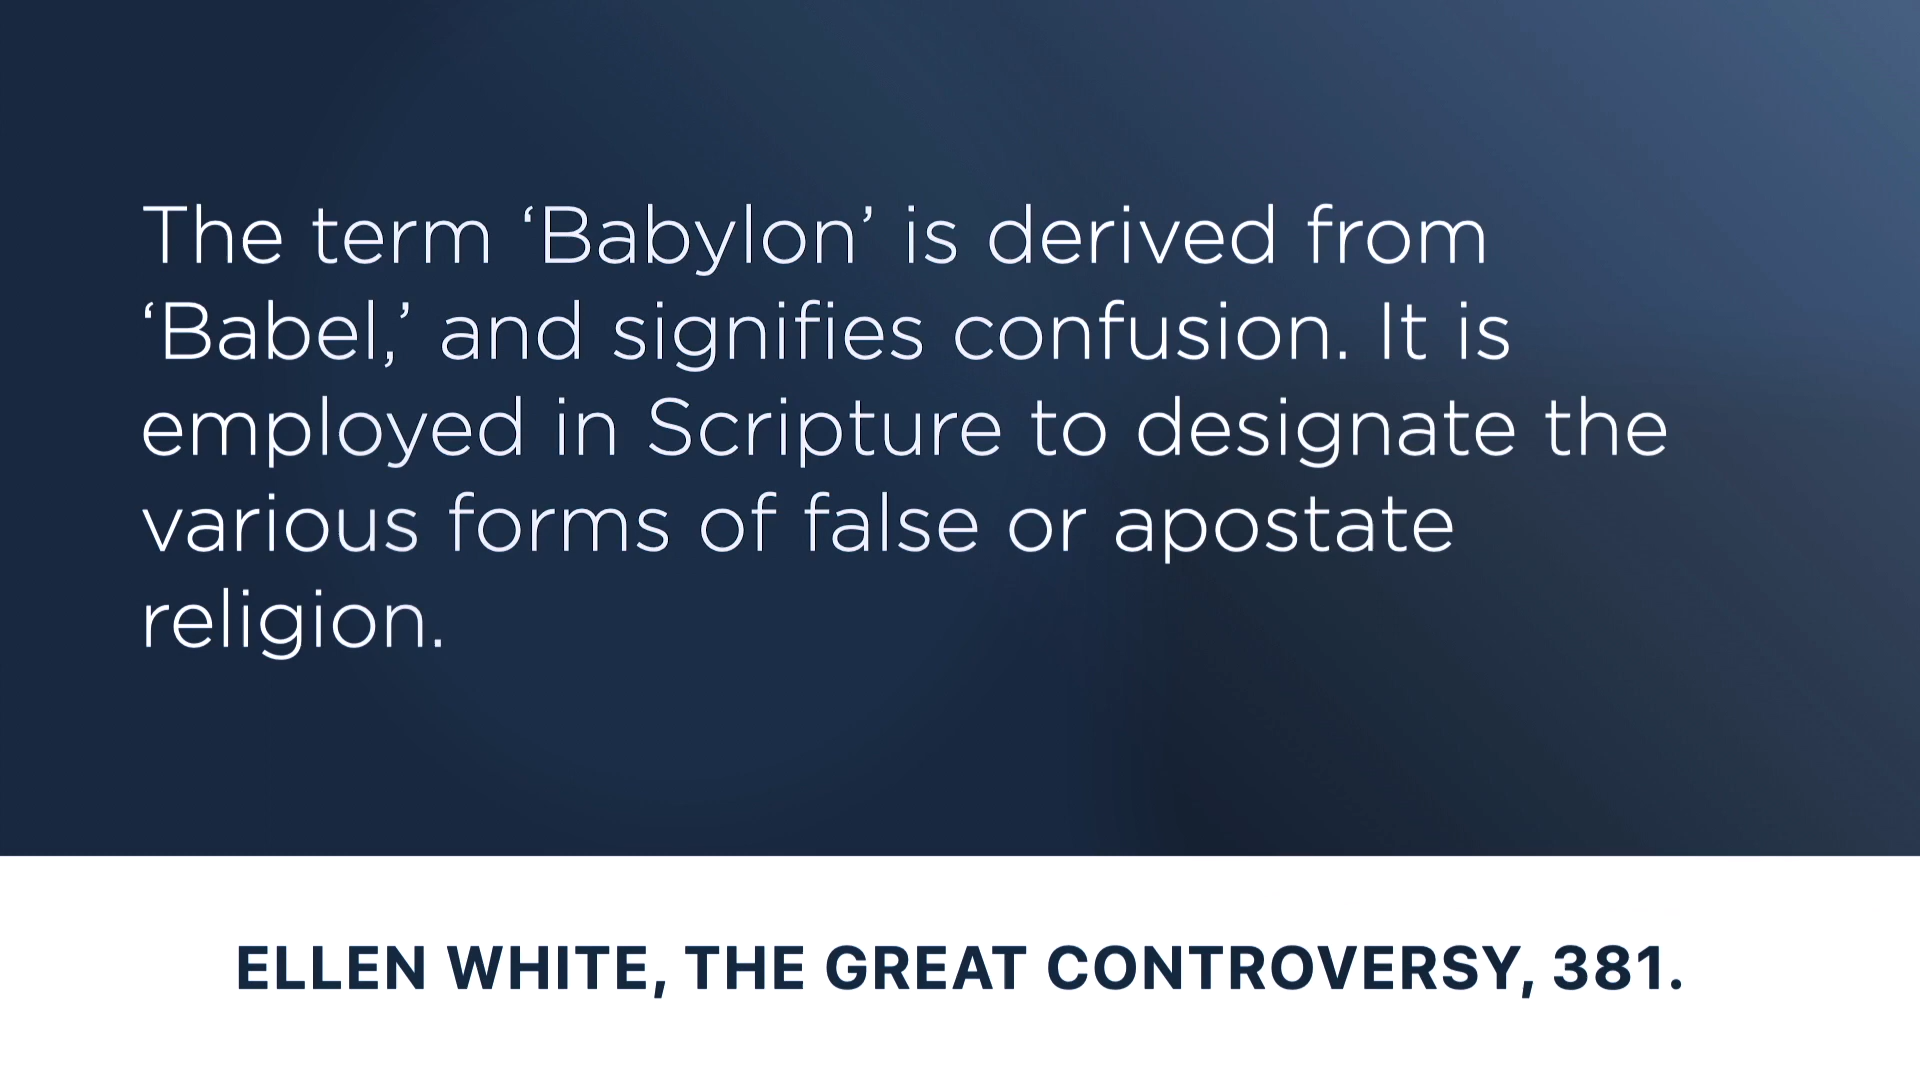 The term ‘Babylon’ is derived from
‘Babel,’ and signifies confusion. It is
employed in Scripture to designate the
various forms of false or apostate
religion.
ELLEN WHITE, THE GREAT CONTROVERSY, 381.